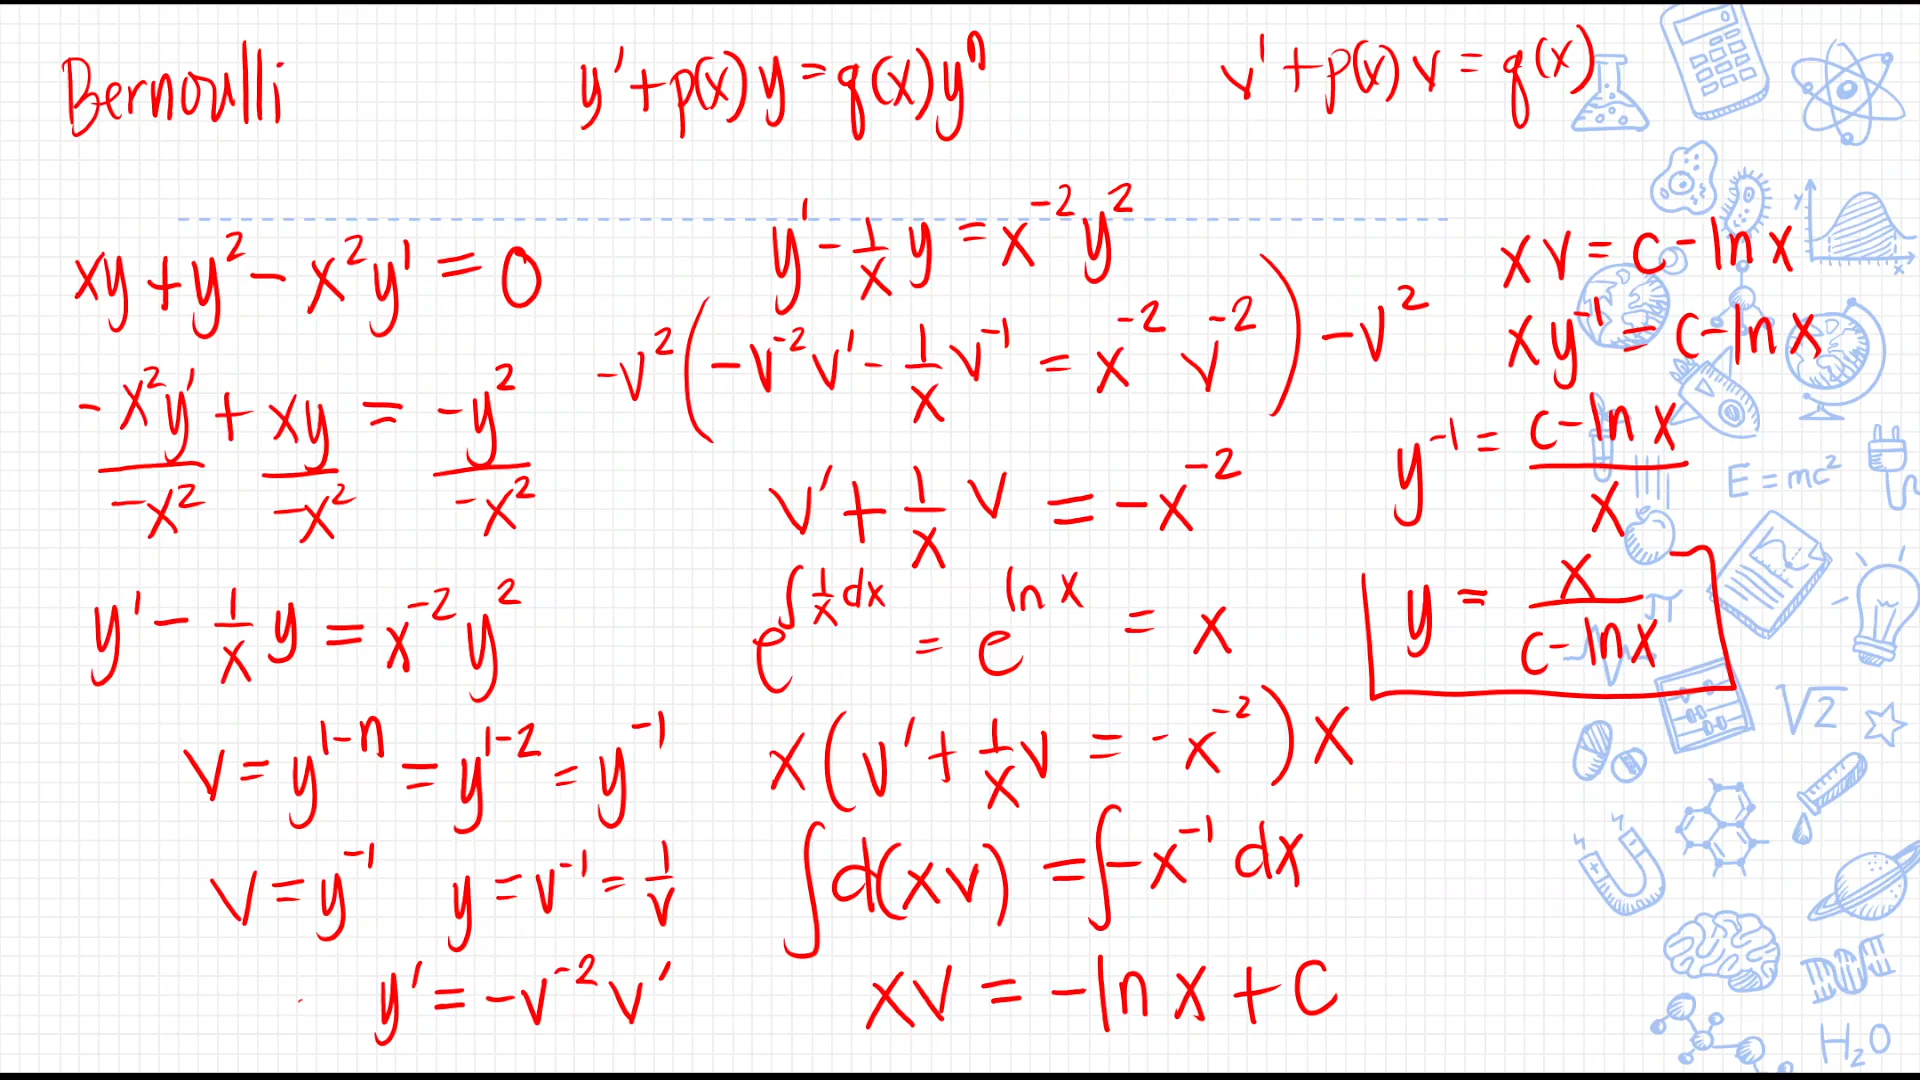 Bernoulli
y' + p(x) y = q(x) yⁿ
v' + p(x) v = q(x)
xy + y² - x²y' = 0
-x²y'/-x² + xy/-x² = -y²/-x²
y' - 1/x y = x⁻² y²
v = y¹⁻ⁿ = y¹⁻² = y⁻¹
v = y⁻¹ y = v⁻¹ = 1/v
y' = -v⁻² v'
y' - 1/x y = x⁻² y²
-v² ( -v⁻² v' - 1/x v⁻¹ = x⁻² v⁻² ) -v²
v' + 1/x v = -x⁻²
e^∫ 1/x dx = e^ln x = x
x ( v' + 1/x v = -x⁻² ) x
∫ d(xv) = ∫ -x⁻¹ dx
xv = -ln x + C
xv = c - ln x
xy⁻¹ = c - ln x
y⁻¹ = c - ln x / x
y = x / c - ln x
y
x
E = mc²
π
√2
H₂O